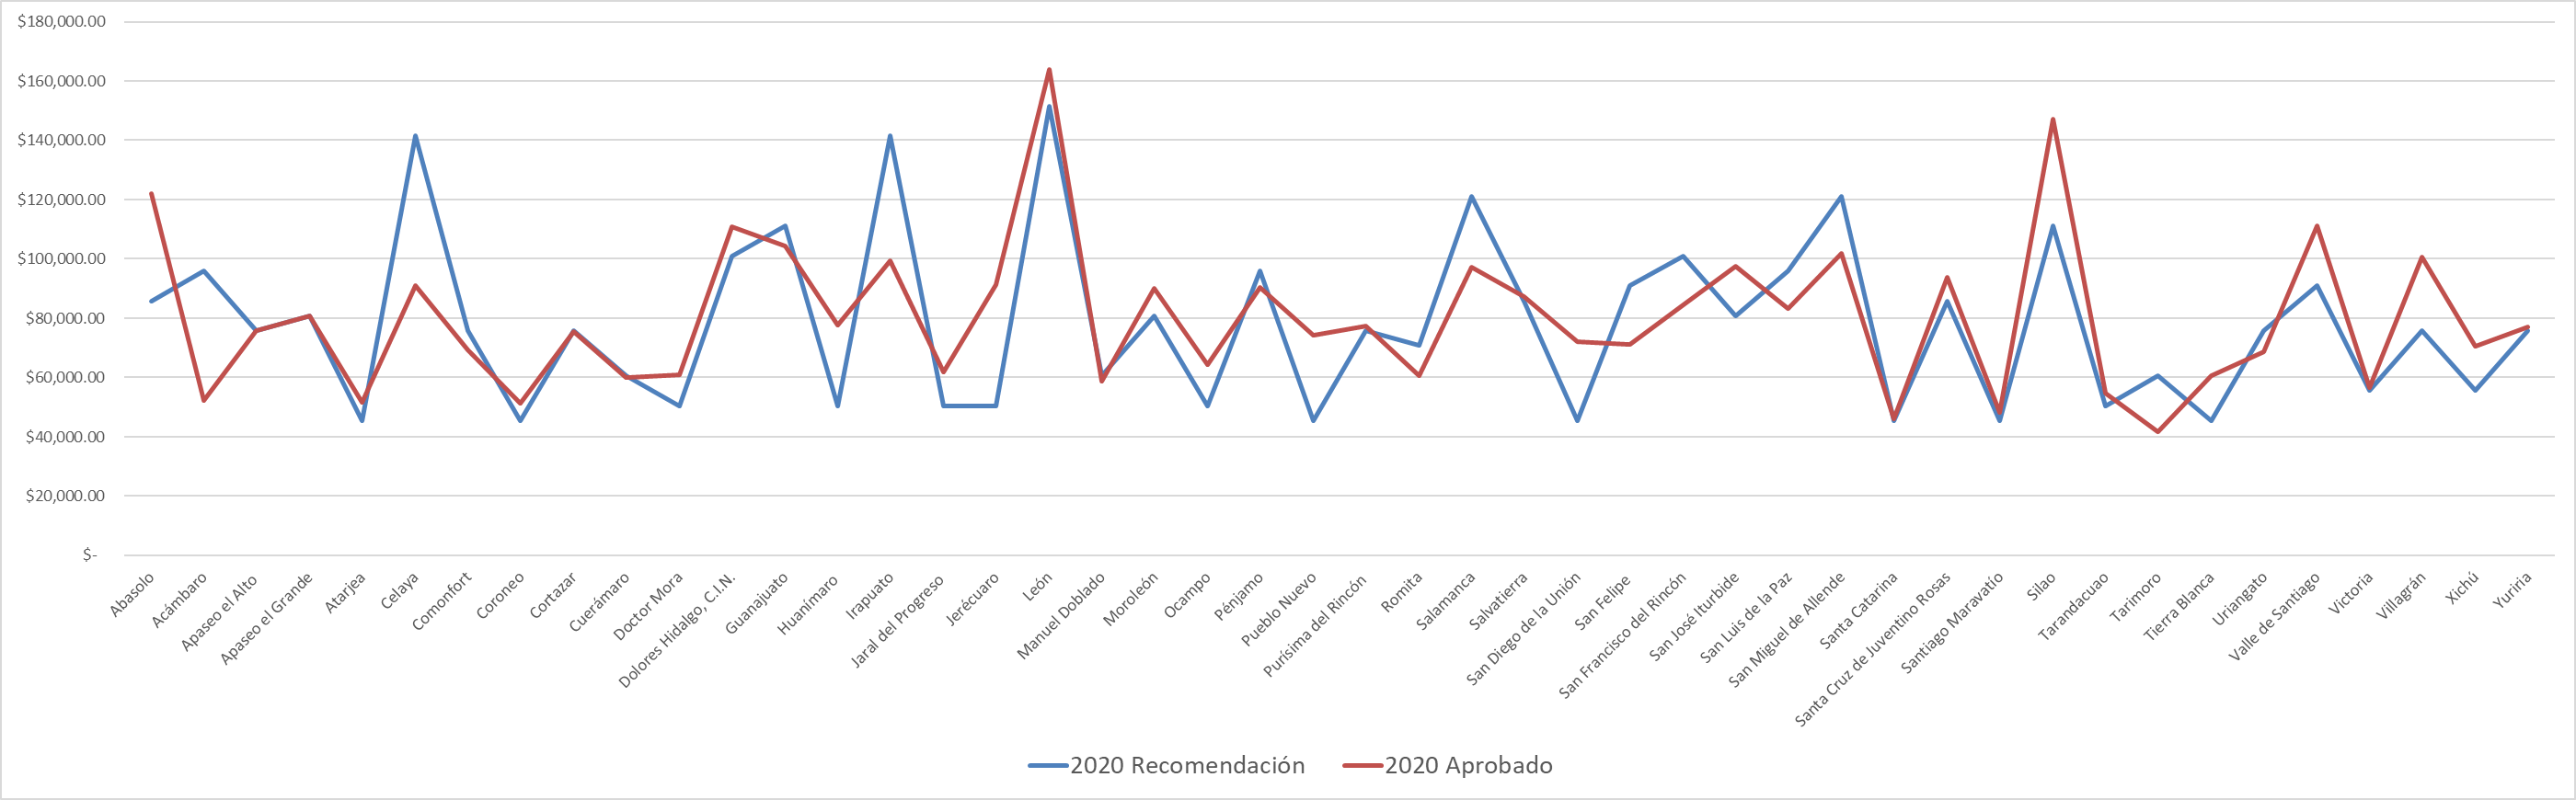 $180,000.00
$160,000.00
$140,000.00
$120,000.00
$100,000.00
$80,000.00
$60,000.00
$40,000.00
$20,000.00
$-
Abasolo
Acámbaro
Apaseo el Alto
Apaseo el Grande
Atarjea
Celaya
Comonfort
Coroneo
Cortazar
Cuerámaro
Doctor Mora
Dolores Hidalgo, C.I.N.
Guanajuato
Huanímaro
Irapuato
Jaral del Progreso
Jerécuaro
León
Manuel Doblado
Moroleón
Ocampo
Pénjamo
Pueblo Nuevo
Purísima del Rincón
Romita
Salamanca
Salvatierra
San Diego de la Unión
San Felipe
San Francisco del Rincón
San José Iturbide
San Luis de la Paz
San Miguel de Allende
Santa Catarina
Santa Cruz de Juventino Rosas
Santiago Maravatío
Silao
Tarandacuao
Tarimoro
Tierra Blanca
Uriangato
Valle de Santiago
Victoria
Villagrán
Xichú
Yuriria
2020 Recomendación
2020 Aprobado